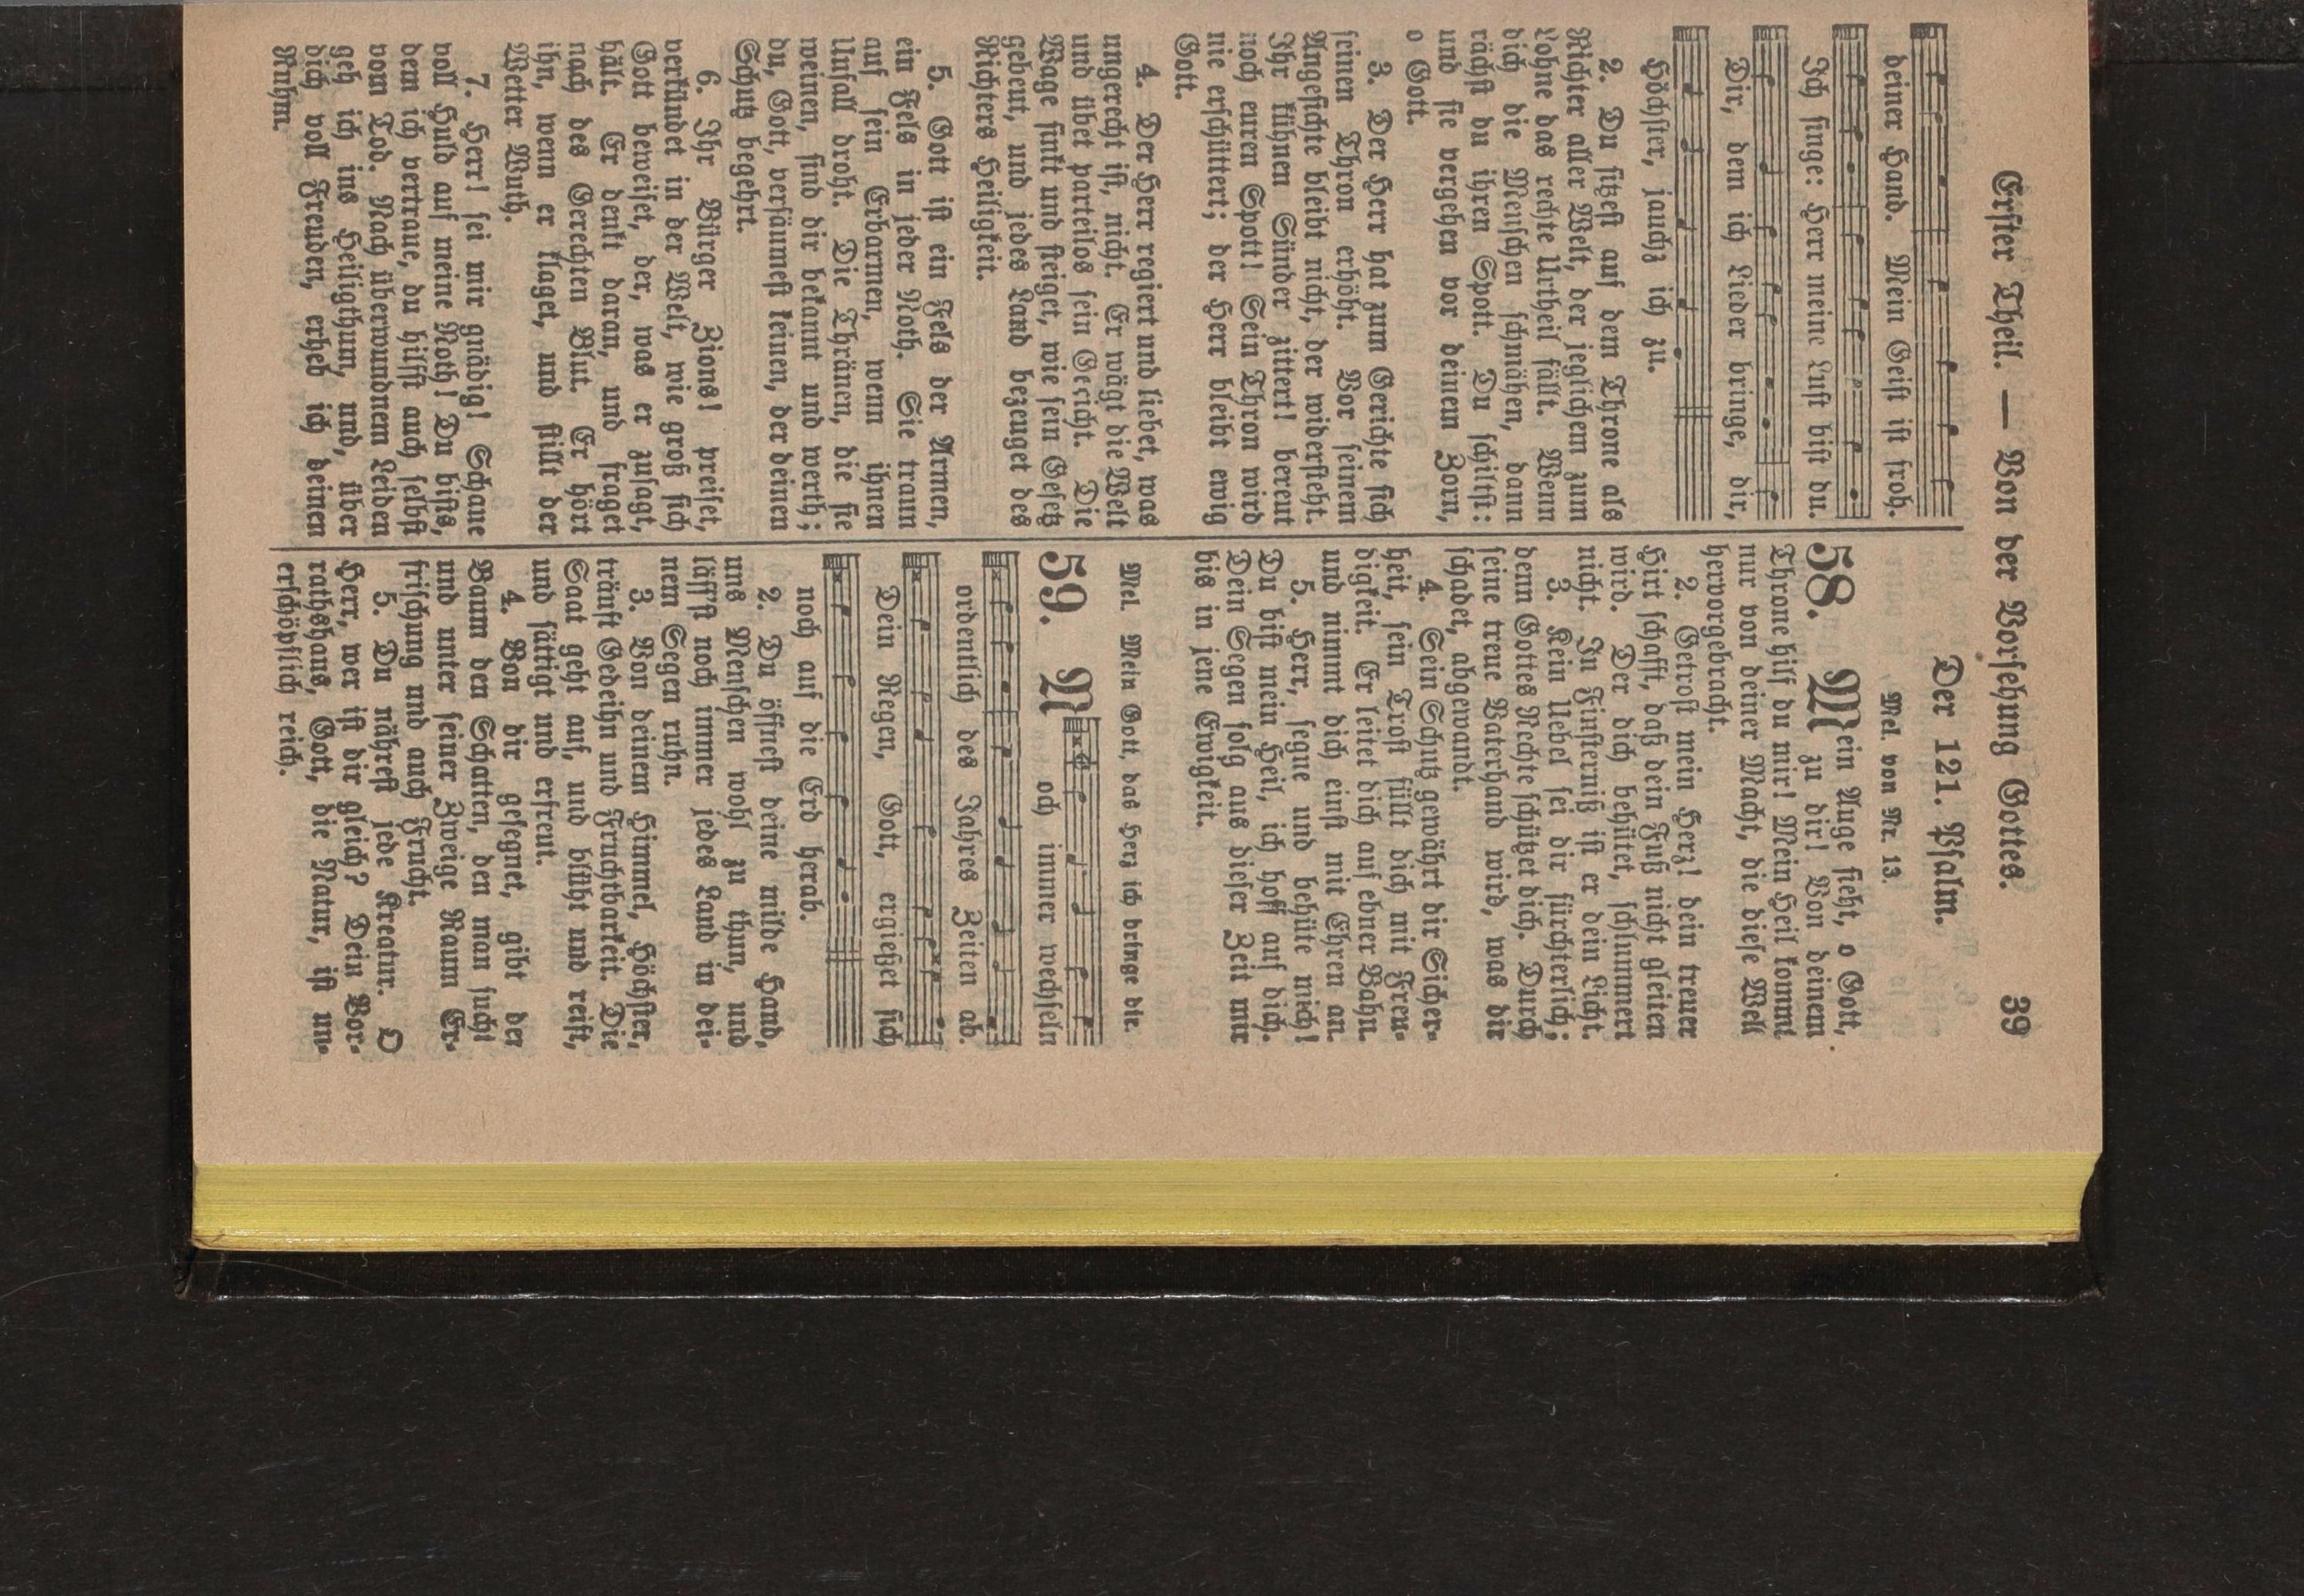 Erster Theil. — Von der Vorsehung Gottes. 39
deiner Hand. Mein Geist ist froh.
Ich singe: Herr meine Lust bist du.
Dir, dem ich Lieder bringe, dir,
Höchster, jauchz ich zu.
2. Du sitzest auf dem Throne als
Richter aller Welt, der jeglichem zum
Lohne das rechte Urtheil fällt. Wenn
dich die Menschen schmähen, dann
rächst du ihren Spott. Du schiltst:
und sie vergehen vor deinem Zorn,
o Gott.
3. Der Herr hat zum Gerichte sich
seinen Thron erhöht. Vor seinem
Angesichte bleibt nicht, der widersteht.
Ihr kühnen Sünder zittert! bereut
noch euren Spott! Sein Thron wird
nie erschüttert; der Herr bleibt ewig
Gott.
4. Der Herr regiert und liebet, was
ungerecht ist, nicht. Er wägt die Welt
und übet parteilos sein Gericht. Die
Wage sinkt und steiget, wie sein Gesetz
gebeut, und jedes Land bezeuget des
Richters Heiligkeit.
5. Gott ist ein Fels der Armen,
ein Fels in jeder Noth. Sie traun
auf sein Erbarmen, wenn ihnen
Unfall droht. Die Thränen, die sie
weinen, sind dir bekannt und werth;
du, Gott, versäumest keinen, der deinen
Schutz begehrt.
6. Ihr Bürger Zions! preiset,
verkündet in der Welt, wie groß sich
Gott beweiset, der, was er zusagt,
hält. Er denkt daran, und fraget
nach des Gerechten Blut. Er hört
ihn, wenn er klaget, und stillt der
Wetter Wuth.
7. Herr! sei mir gnädig! Schaue
voll Huld auf meine Noth! Du bists,
dem ich vertraue, du hilfst auch selbst
vom Tod. Nach überwundnem Leiden
geh ich ins Heiligthum, und, über
dich voll Freuden, erheb ich deinen
Ruhm.
Der 121. Psalm.
Mel. von Nr. 13.
58. Mein Auge sieht, o Gott,
zu dir! Von deinem
Throne hilf du mir! Mein Heil kommt
nur von deiner Macht, die diese Welt
hervorgebracht.
2. Getrost mein Herz! dein treuer
Hirt schafft, daß dein Fuß nicht gleiten
wird. Der dich behütet, schlummert
nicht. In Finsterniß ist er dein Licht.
3. Kein Uebel sei dir fürchterlich;
denn Gottes Rechte schützet dich. Durch
seine treue Vaterhand wird, was dir
schadet, abgewandt.
4. Sein Schutz gewährt dir Sicher-
heit, sein Trost füllt dich mit Freu-
digkeit. Er leitet dich auf ebner Bahn.
und nimmt dich einst mit Ehren an.
5. Herr, segne und behüte mich!
Du bist mein Heil, ich hoff auf dich.
Dein Segen folg aus dieser Zeit mir
bis in jene Ewigkeit.
Mel. Mein Gott, das Herz ich bringe dir.
59. Noch immer wechseln
ordentlich des Jahres Zeiten ab.
Dein Regen, Gott, ergießet sich
noch auf die Erd herab.
2. Du öffnest deine milde Hand,
uns Menschen wohl zu thun, und
läßst noch immer jedes Land in dei-
nem Segen ruhn.
3. Von deinem Himmel, Höchster,
träuft Gedeihn und Fruchtbarkeit. Die
Saat geht auf, und blüht und reift,
und sättigt und erfreut.
4. Von dir gesegnet, gibt der
Baum den Schatten, den man sucht
und unter seiner Zweige Raum Er-
frischung und auch Frucht.
5. Du nährest jede Kreatur. O
Herr, wer ist dir gleich? Dein Vor-
rathshaus, Gott, die Natur, ist un-
erschöpflich reich.